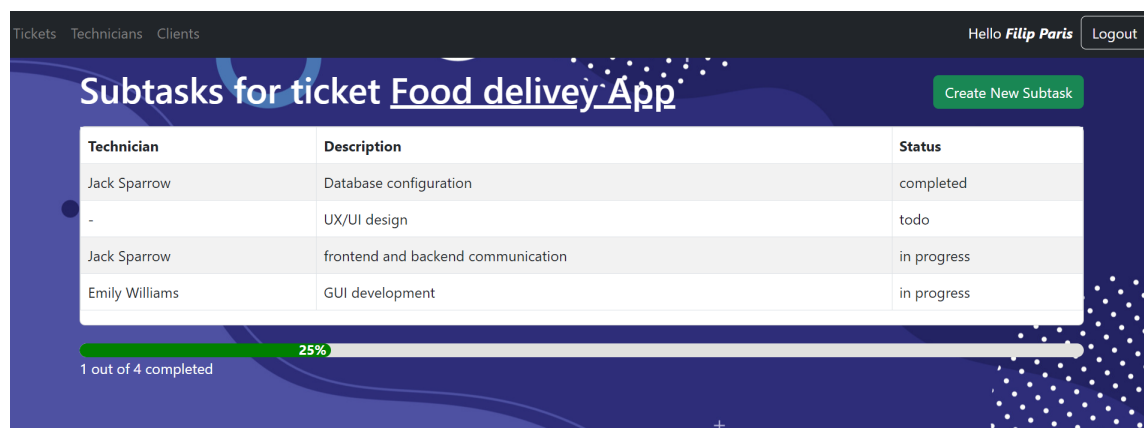 Tickets Technicians Clients Hello Filip Paris Logout
Subtasks for ticket Food delivey App Create New Subtask
Technician Description Status
Jack Sparrow Database configuration completed
- UX/UI design todo
Jack Sparrow frontend and backend communication in progress
Emily Williams GUI development in progress
25%
1 out of 4 completed